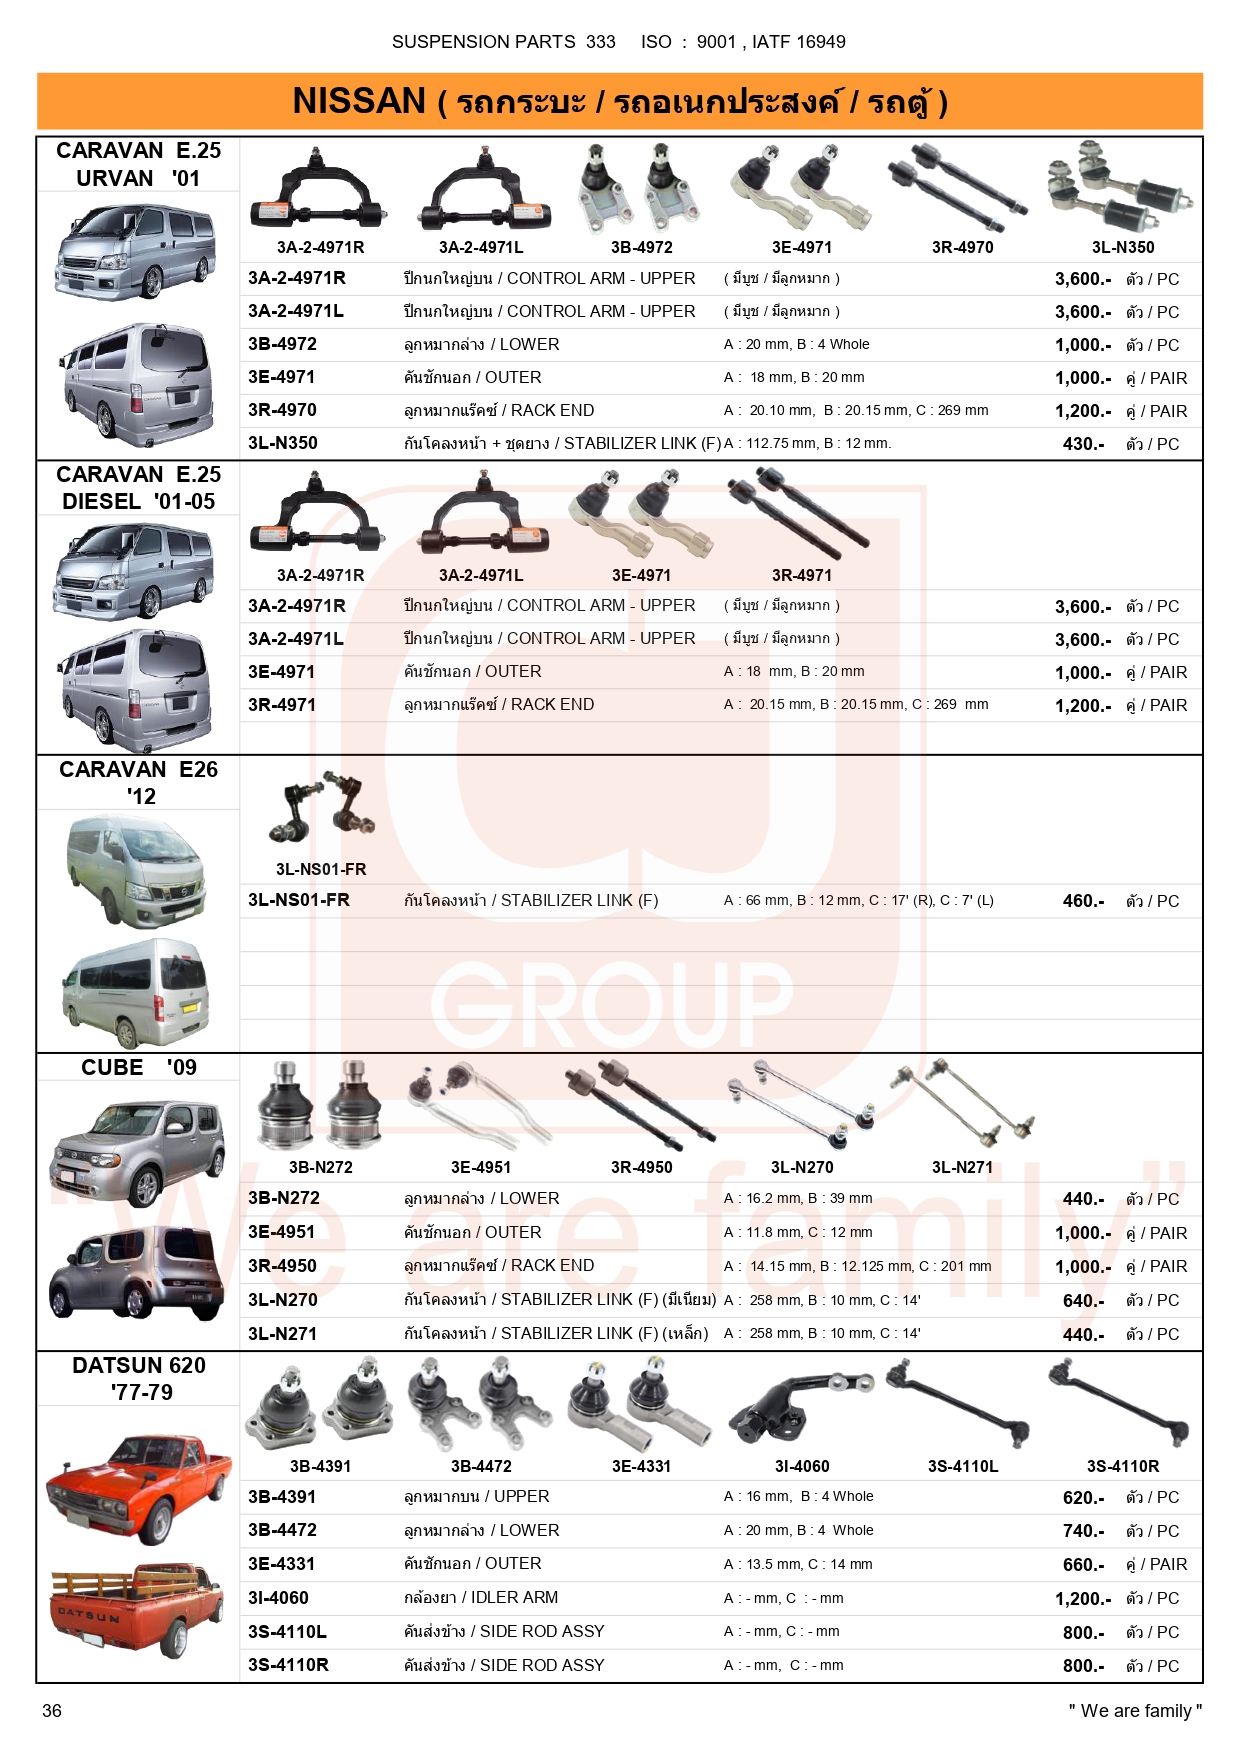 SUSPENSION PARTS  333     ISO  :  9001 , IATF 16949
NISSAN ( รถกระบะ / รถอเนกประสงค์ / รถตู้ )
CARAVAN  E.25
URVAN   '01
3A-2-4971R 3A-2-4971L 3B-4972 3E-4971 3R-4970 3L-N350
3A-2-4971R ปีกนกใหญ่บน / CONTROL ARM - UPPER ( มีบูช / มีลูกหมาก ) 3,600.- ตัว / PC
3A-2-4971L ปีกนกใหญ่บน / CONTROL ARM - UPPER ( มีบูช / มีลูกหมาก ) 3,600.- ตัว / PC
3B-4972 ลูกหมากล่าง / LOWER A : 20 mm, B : 4 Whole 1,000.- ตัว / PC
3E-4971 คันชักนอก / OUTER A :  18 mm, B : 20 mm 1,000.- คู่ / PAIR
3R-4970 ลูกหมากแร๊คซ์ / RACK END A :  20.10 mm,  B : 20.15 mm, C : 269 mm 1,200.- คู่ / PAIR
3L-N350 กันโคลงหน้า + ชุดยาง / STABILIZER LINK (F) A : 112.75 mm, B : 12 mm. 430.- ตัว / PC
CARAVAN  E.25
DIESEL  '01-05
3A-2-4971R 3A-2-4971L 3E-4971 3R-4971
3A-2-4971R ปีกนกใหญ่บน / CONTROL ARM - UPPER ( มีบูช / มีลูกหมาก ) 3,600.- ตัว / PC
3A-2-4971L ปีกนกใหญ่บน / CONTROL ARM - UPPER ( มีบูช / มีลูกหมาก ) 3,600.- ตัว / PC
3E-4971 คันชักนอก / OUTER A : 18  mm, B : 20 mm 1,000.- คู่ / PAIR
3R-4971 ลูกหมากแร๊คซ์ / RACK END A :  20.15 mm, B : 20.15 mm, C : 269  mm 1,200.- คู่ / PAIR
CARAVAN  E26
'12
3L-NS01-FR
3L-NS01-FR กันโคลงหน้า / STABILIZER LINK (F) A : 66 mm, B : 12 mm, C : 17' (R), C : 7' (L) 460.- ตัว / PC
CJ
GROUP
CUBE    '09
3B-N272 3E-4951 3R-4950 3L-N270 3L-N271
"We are family"
3B-N272 ลูกหมากล่าง / LOWER A : 16.2 mm, B : 39 mm 440.- ตัว / PC
3E-4951 คันชักนอก / OUTER A : 11.8 mm, C : 12 mm 1,000.- คู่ / PAIR
3R-4950 ลูกหมากแร๊คซ์ / RACK END A :  14.15 mm, B : 12.125 mm, C : 201 mm 1,000.- คู่ / PAIR
3L-N270 กันโคลงหน้า / STABILIZER LINK (F) (มีเนียม) A :  258 mm, B : 10 mm, C : 14' 640.- ตัว / PC
3L-N271 กันโคลงหน้า / STABILIZER LINK (F) (เหล็ก) A :  258 mm, B : 10 mm, C : 14' 440.- ตัว / PC
DATSUN 620
'77-79
3B-4391 3B-4472 3E-4331 3I-4060 3S-4110L 3S-4110R
3B-4391 ลูกหมากบน / UPPER A : 16 mm,  B : 4 Whole 620.- ตัว / PC
3B-4472 ลูกหมากล่าง / LOWER A : 20 mm, B : 4  Whole 740.- ตัว / PC
3E-4331 คันชักนอก / OUTER A : 13.5 mm, C : 14 mm 660.- คู่ / PAIR
3I-4060 กล้องยา / IDLER ARM A : - mm, C  : - mm 1,200.- ตัว / PC
DATSUN
3S-4110L คันส่งข้าง / SIDE ROD ASSY A : - mm, C : - mm 800.- ตัว / PC
3S-4110R คันส่งข้าง / SIDE ROD ASSY A : - mm,  C : - mm 800.- ตัว / PC
36 " We are family "